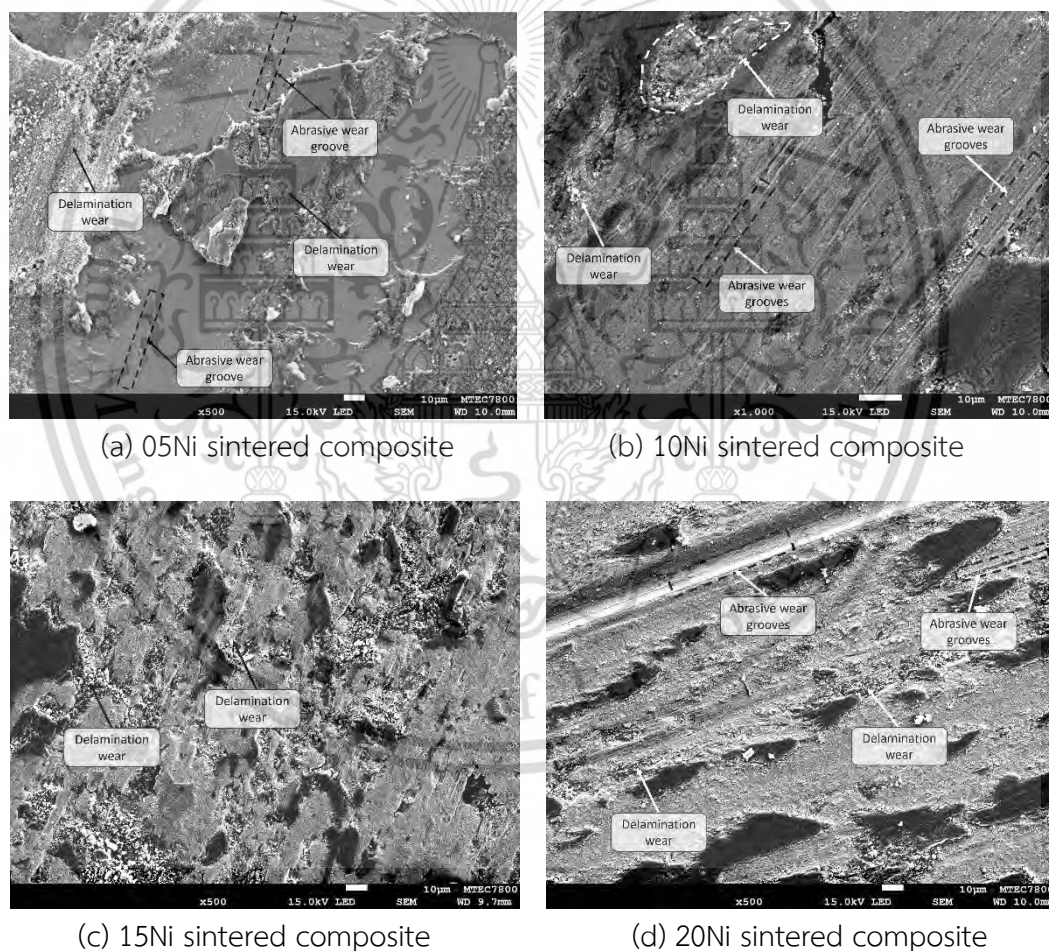 Abrasive wear
groove
Delamination
wear
Delamination
wear
Abrasive wear
groove
x500 15.0kV LED SEM 10μm MTEC7800 WD 10.0mm
(a) 05Ni sintered composite
Delamination
wear
Abrasive wear
grooves
Delamination
wear
Abrasive wear
grooves
x1,000 15.0kV LED SEM 10μm MTEC7800 WD 10.0mm
(b) 10Ni sintered composite
Delamination
wear
Delamination
wear
x500 15.0kV LED SEM 10μm MTEC7800 WD 9.7mm
(c) 15Ni sintered composite
Abrasive wear
grooves
Abrasive wear
grooves
Delamination
wear
Delamination
wear
x500 15.0kV LED SEM 10μm MTEC7800 WD 10.0mm
(d) 20Ni sintered composite